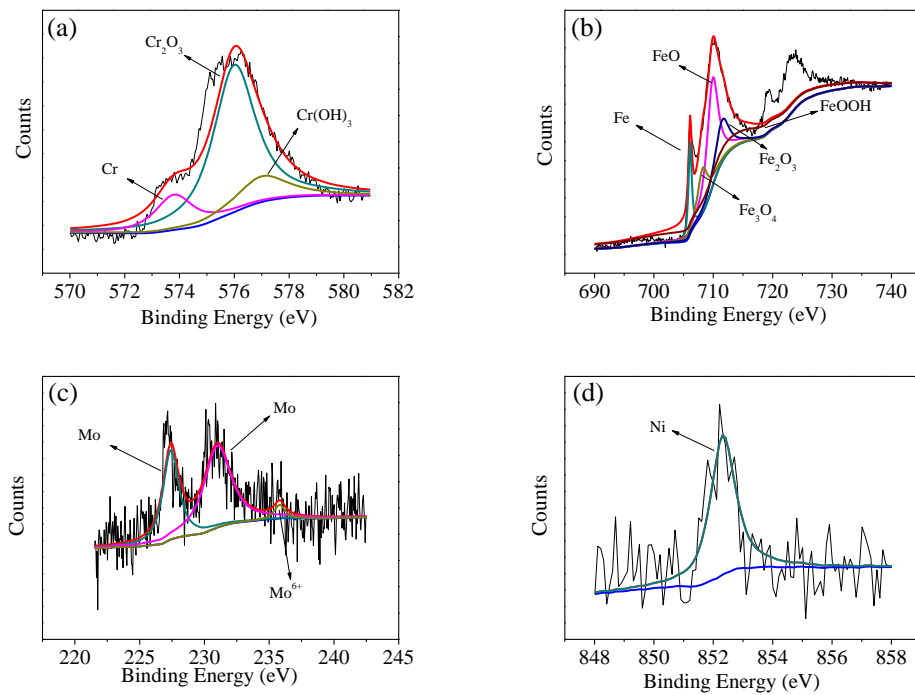 (a)
Cr₂O₃
Cr(OH)₃
Cr
Counts
570 572 574 576 578 580 582
Binding Energy (eV)
(b)
FeO
Fe
FeOOH
Fe₂O₃
Fe₃O₄
Counts
690 700 710 720 730 740
Binding Energy (eV)
(c)
Mo
Mo
Mo⁶⁺
Counts
220 225 230 235 240 245
Binding Energy (eV)
(d)
Ni
Counts
848 850 852 854 856 858
Binding Energy (eV)